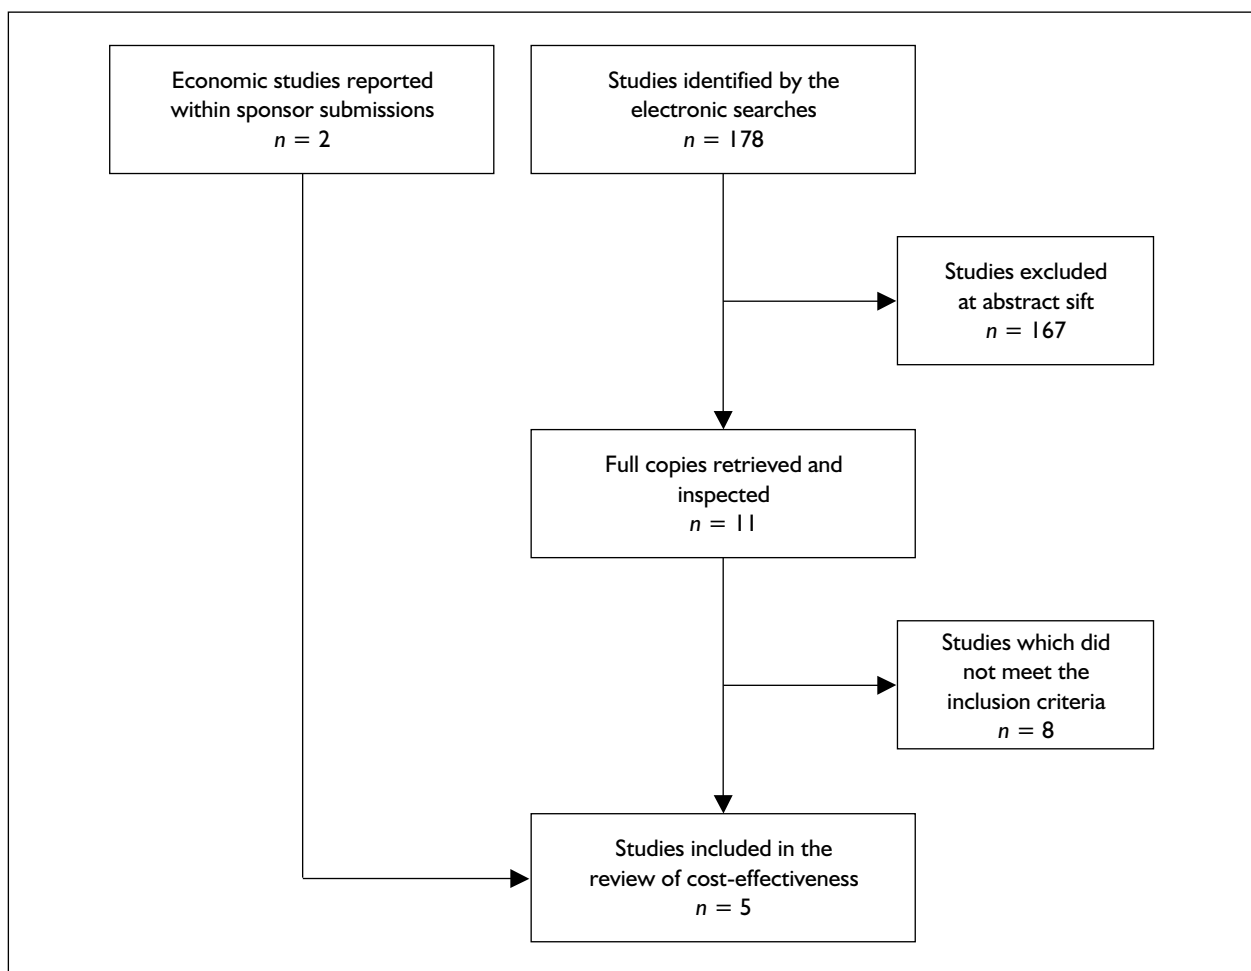 Economic studies reported
within sponsor submissions
n = 2
Studies identified by the
electronic searches
n = 178
Studies excluded
at abstract sift
n = 167
Full copies retrieved and
inspected
n = 11
Studies which did
not meet the
inclusion criteria
n = 8
Studies included in the
review of cost-effectiveness
n = 5